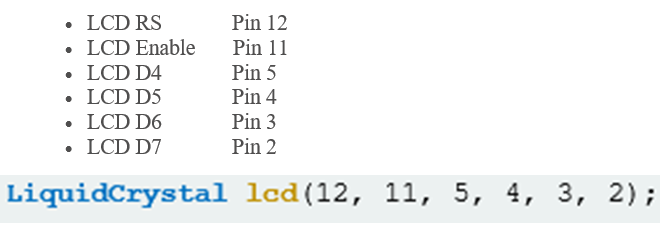 • LCD RS Pin 12
• LCD Enable Pin 11
• LCD D4 Pin 5
• LCD D5 Pin 4
• LCD D6 Pin 3
• LCD D7 Pin 2
LiquidCrystal lcd(12, 11, 5, 4, 3, 2);